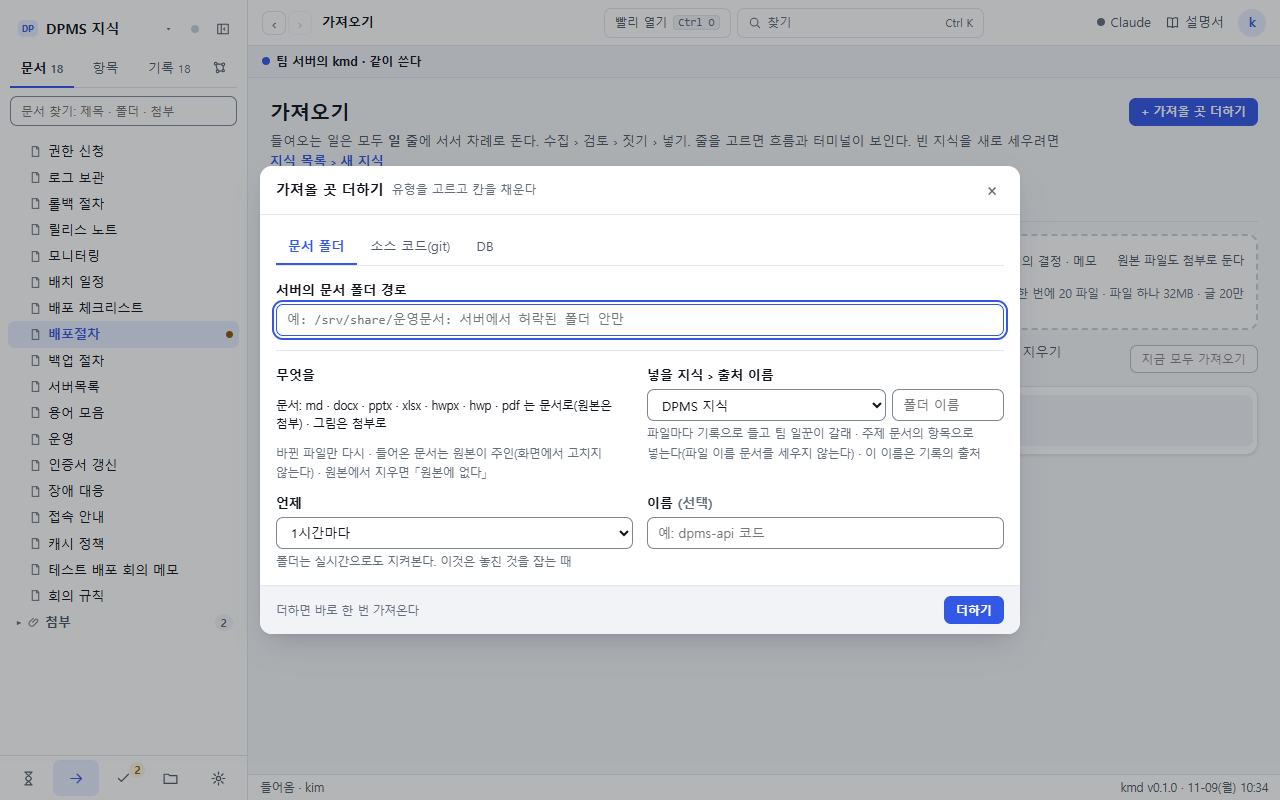 DP DPMS 지식
문서 18 항목 기록 18
문서 찾기: 제목 · 폴더 · 첨부
권한 신청
로그 보관
롤백 절차
릴리스 노트
모니터링
배치 일정
배포 체크리스트
배포절차
백업 절차
서버목록
용어 모음
운영
인증서 갱신
장애 대응
접속 안내
캐시 정책
테스트 배포 회의 메모
회의 규칙
첨부 2
2
가져오기
빨리 열기 Ctrl O
찾기 Ctrl K
Claude
설명서
k
팀 서버의 kmd · 같이 쓴다
가져오기
+ 가져올 곳 더하기
들여오는 일은 모두 일 줄에 서서 차례로 돈다. 수집 › 검토 › 짓기 › 넣기. 줄을 고르면 흐름과 터미널이 보인다. 빈 지식을 새로 세우려면
지식 목록 › 새 지식
의 결정 · 메모 원본 파일도 첨부로 둔다
한 번에 20 파일 · 파일 하나 32MB · 글 20만
지우기
지금 모두 가져오기
가져올 곳 더하기 유형을 고르고 칸을 채운다 ×
문서 폴더 소스 코드(git) DB
서버의 문서 폴더 경로
예: /srv/share/운영문서: 서버에서 허락된 폴더 안만
무엇을
문서: md · docx · pptx · xlsx · hwpx · hwp · pdf 는 문서로(원본은
첨부) · 그림은 첨부로
바뀐 파일만 다시 · 들어온 문서는 원본이 주인(화면에서 고치지
않는다) · 원본에서 지우면 「원본에 없다」
넣을 지식 › 출처 이름
DPMS 지식 폴더 이름
파일마다 기록으로 들고 팀 일꾼이 갈래 · 주제 문서의 항목으로
넣는다(파일 이름 문서를 세우지 않는다) · 이 이름은 기록의 출처
언제
1시간마다
폴더는 실시간으로도 지켜본다. 이것은 놓친 것을 잡는 때
이름 (선택)
예: dpms-api 코드
더하면 바로 한 번 가져온다
더하기
들어옴 · kim
kmd v0.1.0 · 11-09(월) 10:34